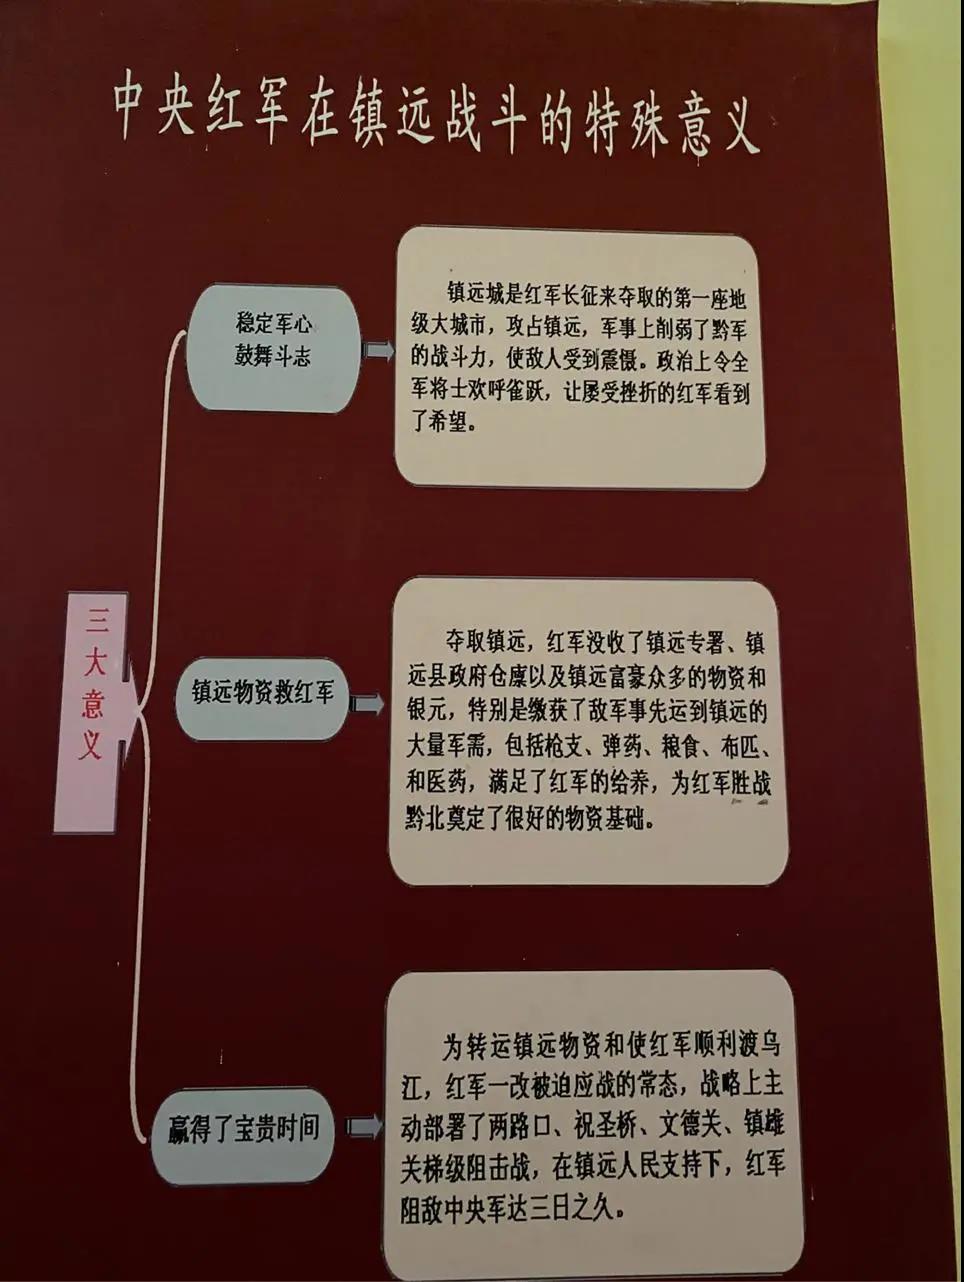 中央红军在镇远战斗的特殊意义
三大意义
稳定军心
鼓舞斗志
镇远城是红军长征来夺取的第一座地
级大城市，攻占镇远，军事上削弱了黔军
的战斗力，使敌人受到震慑。政治上令全
军将士欢呼雀跃，让屡受挫折的红军看到
了希望。
镇远物资救红军
夺取镇远，红军没收了镇远专署、镇
远县政府仓廪以及镇远富豪众多的物资和
银元，特别是缴获了敌军事先运到镇远的
大量军需，包括枪支、弹药、粮食、布匹、
和医药，满足了红军的给养，为红军胜战
黔北奠定了很好的物资基础。
赢得了宝贵时间
为转运镇远物资和使红军顺利渡乌
江，红军一改被迫应战的常态，战略上主
动部署了两路口、祝圣桥、文德关、镇雄
关梯级阻击战，在镇远人民支持下，红军
阻敌中央军达三日之久。